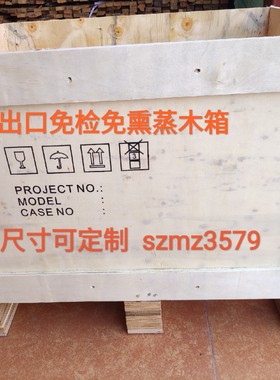 出口免检免熏蒸木箱
3
PROJECT NO.:
MODEL :
CASE NO :
尺寸可定制 szmz3579